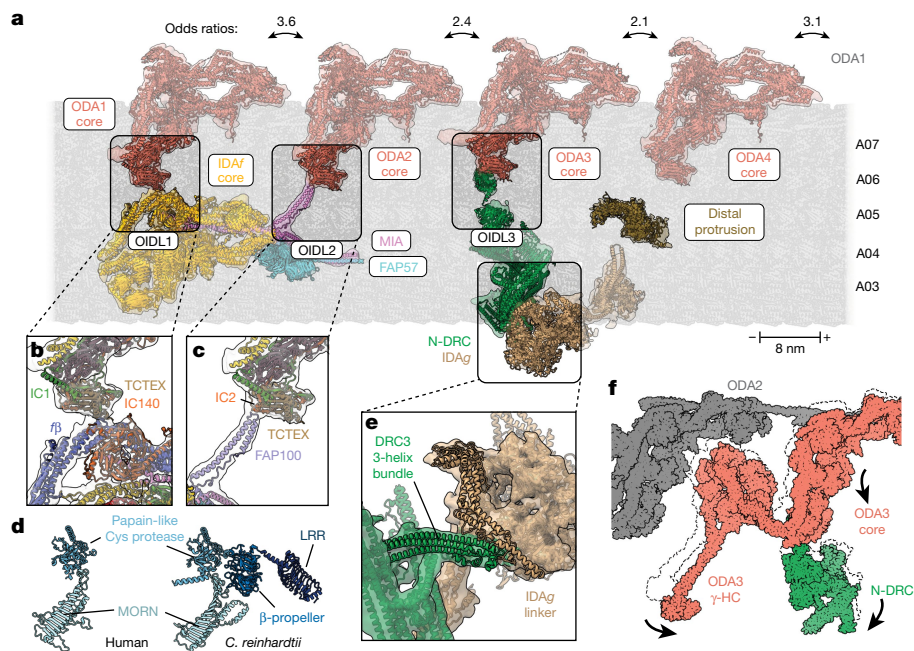 a
Odds ratios:
3.6
2.4
2.1
3.1
ODA1
ODA1
core
IDAf
core
ODA2
core
ODA3
core
ODA4
core
A07
A06
A05
A04
A03
OIDL1
OIDL2
OIDL3
MIA
FAP57
Distal
protrusion
N-DRC
IDAg
− +
8 nm
b
IC1
TCTEX
IC140
fβ
c
IC2
TCTEX
FAP100
d
Papain-like
Cys protease
LRR
MORN
β-propeller
Human
C. reinhardtii
e
DRC3
3-helix
bundle
IDAg
linker
f
ODA2
ODA3
core
ODA3
γ-HC
N-DRC